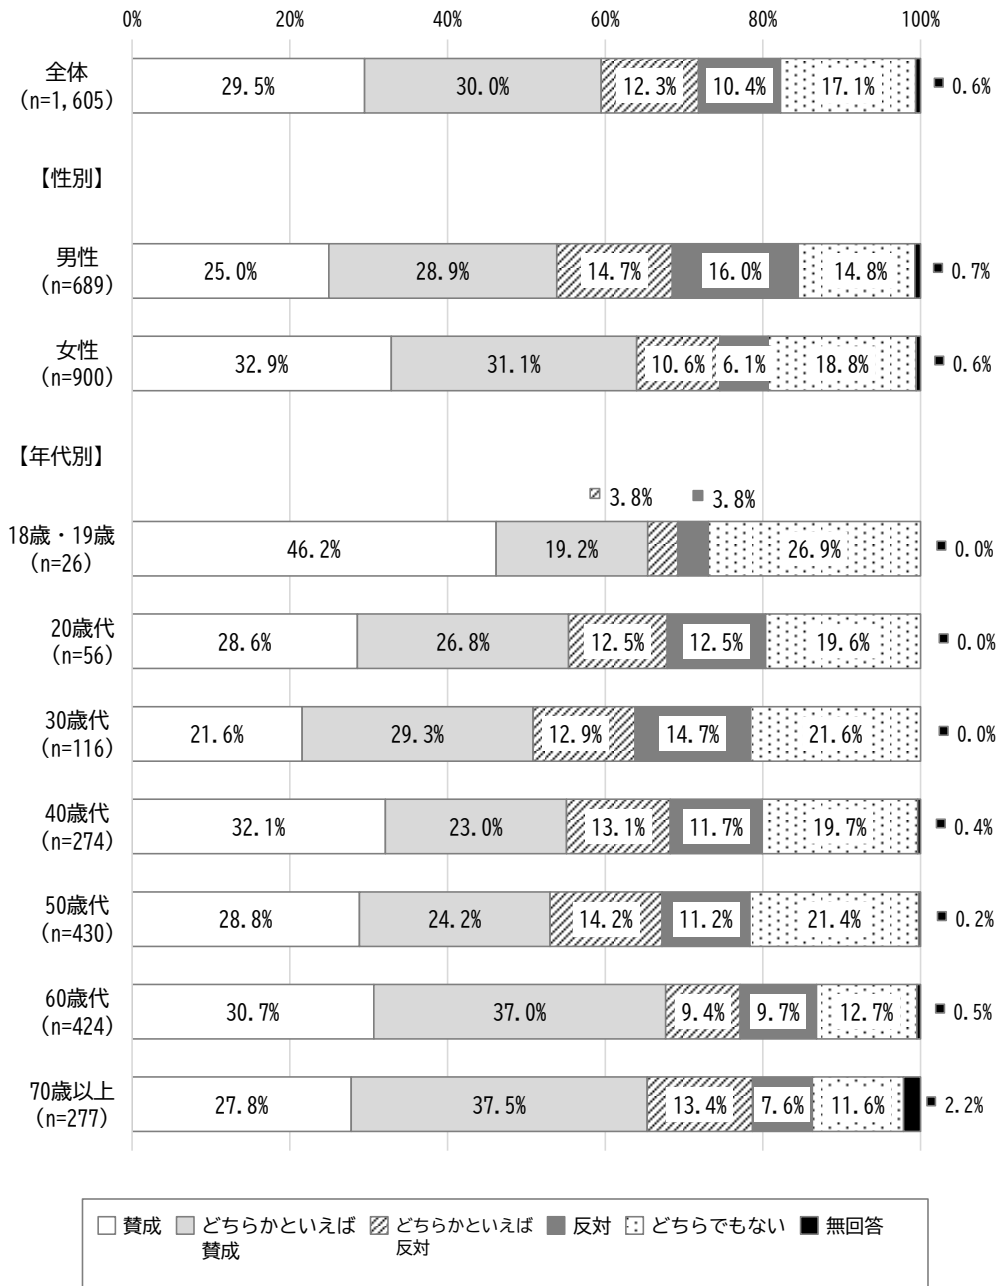 0% 20% 40% 60% 80% 100%
全体
(n=1,605)
29.5% 30.0% 12.3% 10.4% 17.1% 0.6%
【性別】
男性
(n=689)
25.0% 28.9% 14.7% 16.0% 14.8% 0.7%
女性
(n=900)
32.9% 31.1% 10.6% 6.1% 18.8% 0.6%
【年代別】
3.8% 3.8%
18歳・19歳
(n=26)
46.2% 19.2% 26.9% 0.0%
20歳代
(n=56)
28.6% 26.8% 12.5% 12.5% 19.6% 0.0%
30歳代
(n=116)
21.6% 29.3% 12.9% 14.7% 21.6% 0.0%
40歳代
(n=274)
32.1% 23.0% 13.1% 11.7% 19.7% 0.4%
50歳代
(n=430)
28.8% 24.2% 14.2% 11.2% 21.4% 0.2%
60歳代
(n=424)
30.7% 37.0% 9.4% 9.7% 12.7% 0.5%
70歳以上
(n=277)
27.8% 37.5% 13.4% 7.6% 11.6% 2.2%
賛成 どちらかといえば どちらかといえば 反対 どちらでもない 無回答
賛成 反対